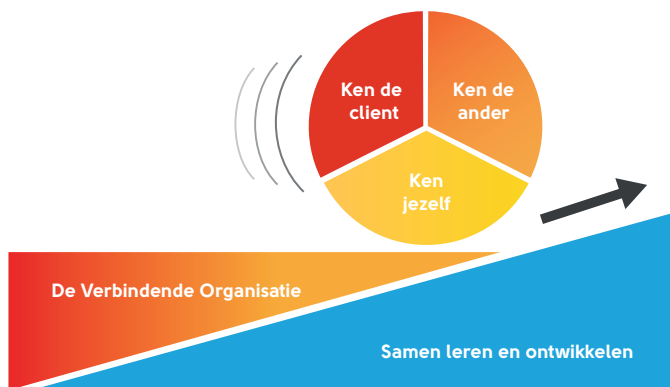 Ken de
client
Ken de
ander
Ken
jezelf
De Verbindende Organisatie
Samen leren en ontwikkelen